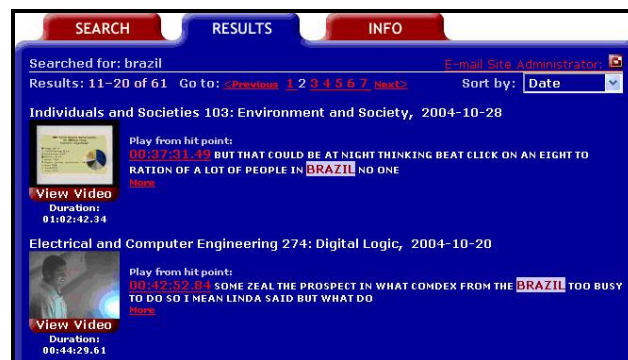 SEARCH RESULTS INFO
Searched for: brazil E-mail Site Administrator:
Results: 11-20 of 61 Go to: <Previous 1 2 3 4 5 6 7 Next> Sort by: Date
Individuals and Societies 103: Environment and Society, 2004-10-28
Play from hit point:
00:37:31.49 BUT THAT COULD BE AT NIGHT THINKING BEAT CLICK ON AN EIGHT TO
RATION OF A LOT OF PEOPLE IN BRAZIL NO ONE
More
View Video
Duration:
01:02:42.34
Electrical and Computer Engineering 274: Digital Logic, 2004-10-20
Play from hit point:
00:42:52.84 SOME ZEAL THE PROSPECT IN WHAT COMDEX FROM THE BRAZIL TOO BUSY
TO DO SO I MEAN LINDA SAID BUT WHAT DO
More
View Video
Duration:
00:44:29.61